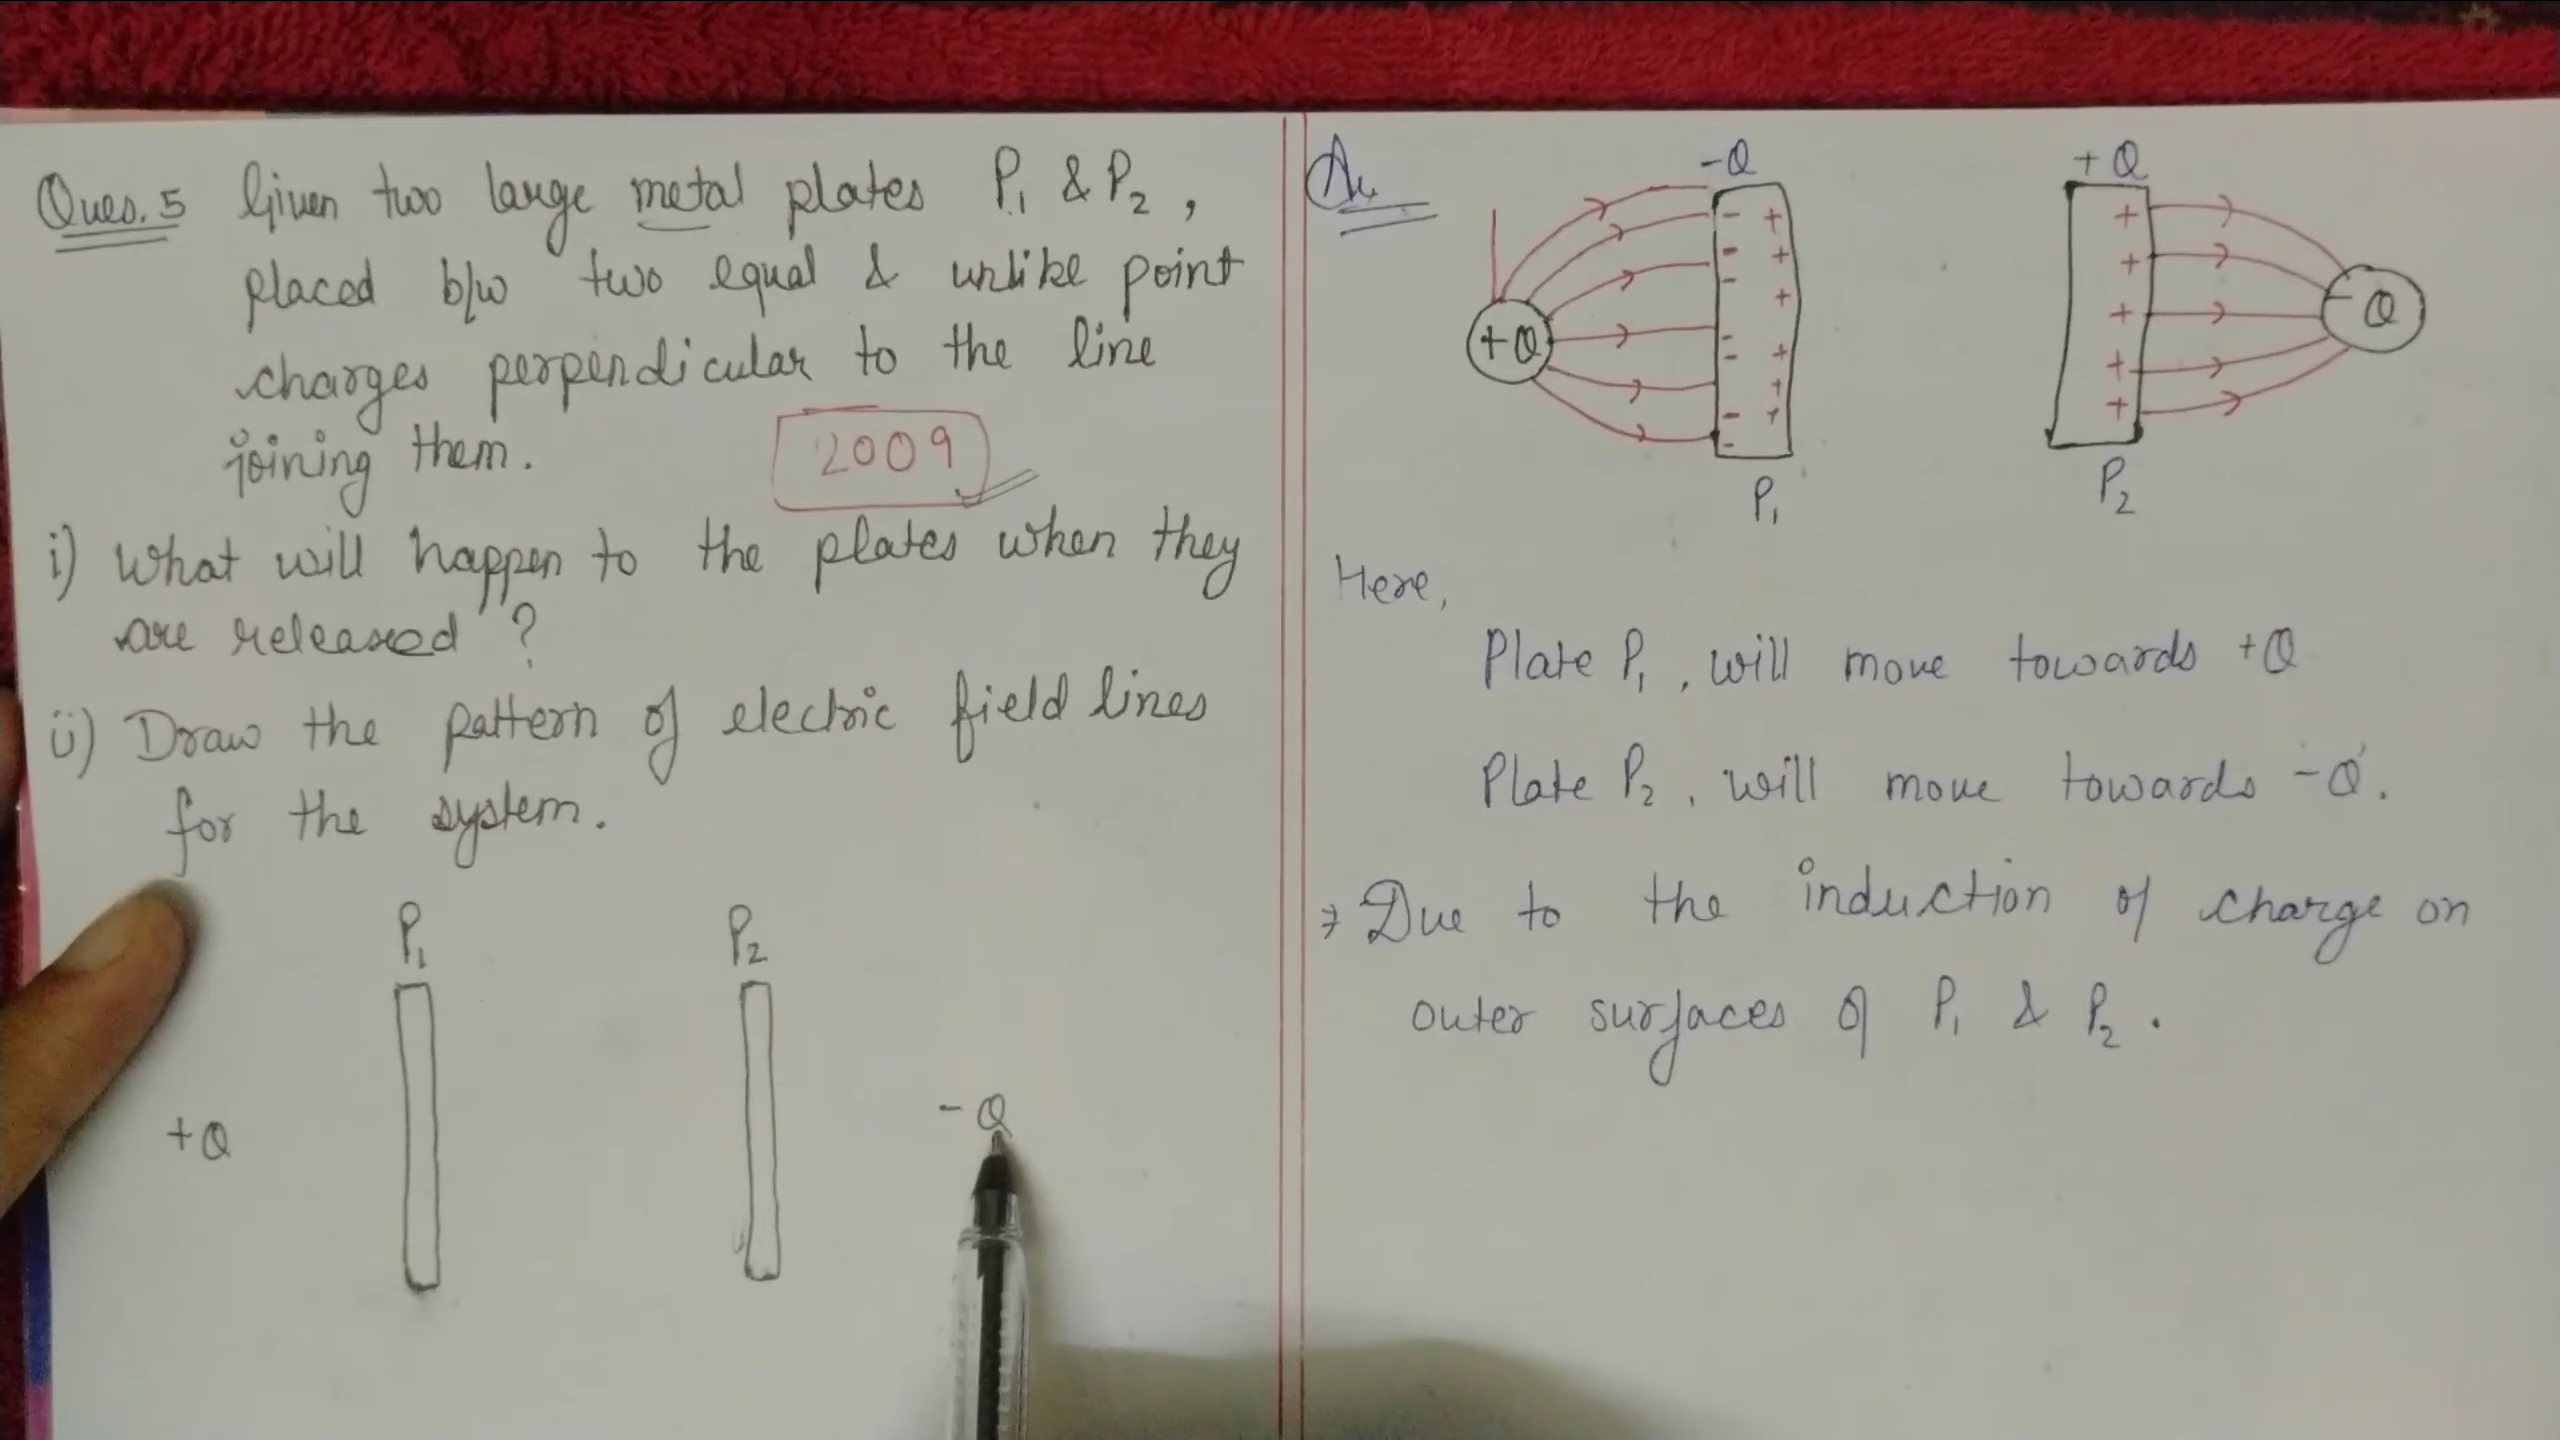 Ques. 5 Given two large metal plates P1 & P2,
placed b/w two equal & unlike point
charges perpendicular to the line
joining them.
2009
i) What will happen to the plates when they
are released ?
ii) Draw the pattern of electric field lines
for the system.
P1 P2
+Q -Q
-Q +Q
- +
- +
- +
- +
- +
+
- +
-
+
+
+
+
+
+Q -Q
P1 P2
Here,
Plate P1, will move towards +Q
Plate P2, will move towards -Q.
Due to the induction of charge on
outer surfaces of P1 & P2.